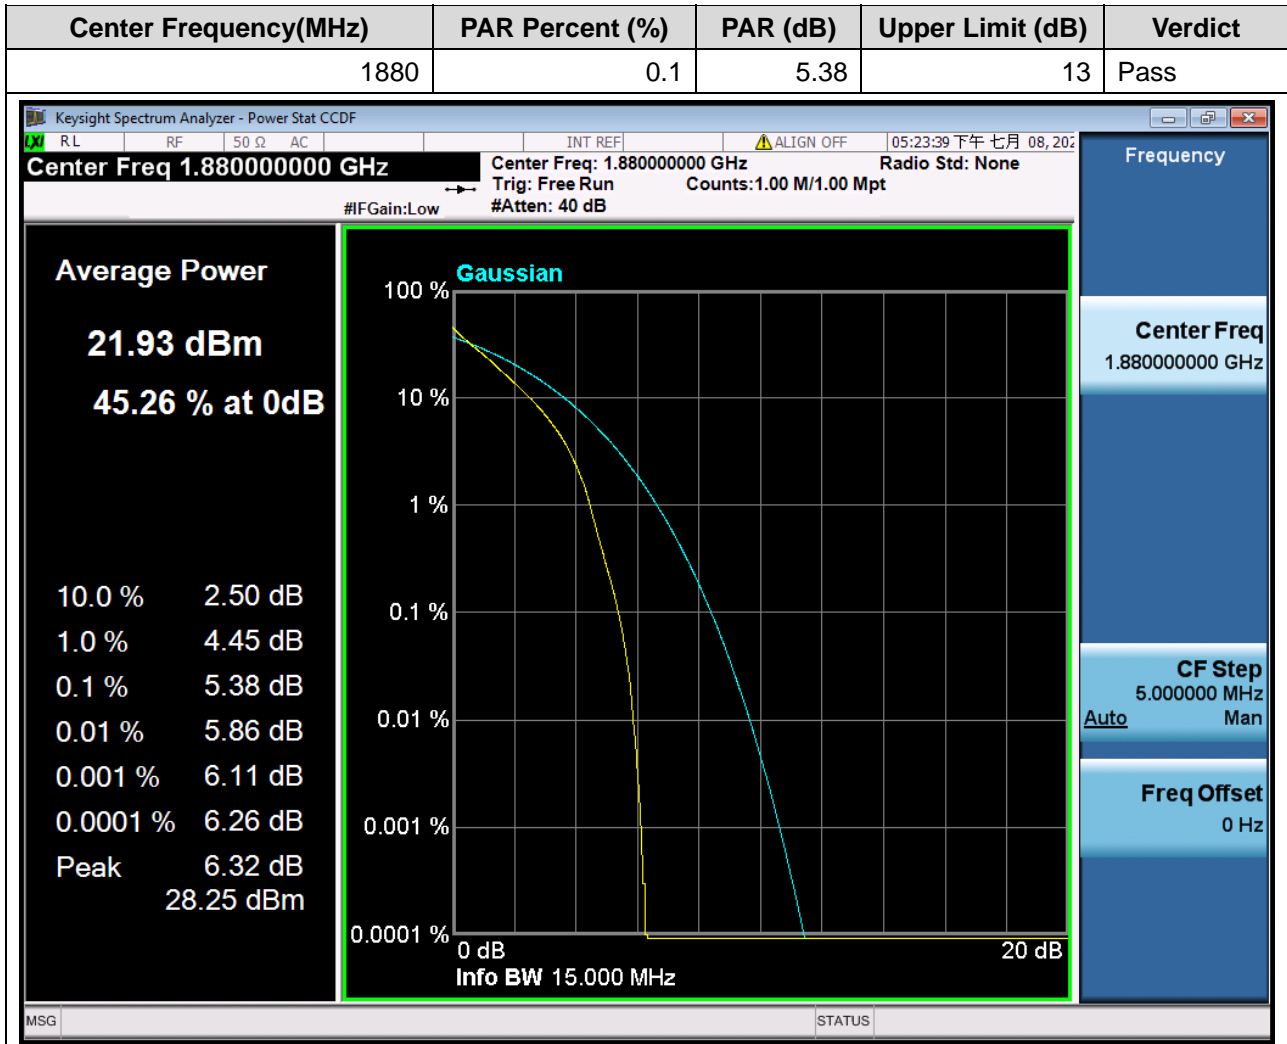 Center Frequency(MHz) PAR Percent (%) PAR (dB) Upper Limit (dB) Verdict
1880 0.1 5.38 13 Pass
Keysight Spectrum Analyzer - Power Stat CCDF
LXI RL RF 50 Ω AC INT REF ALIGN OFF 05:23:39 下午 七月 08, 202
Center Freq 1.880000000 GHz
Center Freq: 1.880000000 GHz Radio Std: None
Trig: Free Run Counts:1.00 M/1.00 Mpt
#IFGain:Low #Atten: 40 dB
Frequency
Average Power
21.93 dBm
45.26 % at 0dB
10.0 % 2.50 dB
1.0 % 4.45 dB
0.1 % 5.38 dB
0.01 % 5.86 dB
0.001 % 6.11 dB
0.0001 % 6.26 dB
Peak 6.32 dB
28.25 dBm
Gaussian
100 %
10 %
1 %
0.1 %
0.01 %
0.001 %
0.0001 %
0 dB 20 dB
Info BW 15.000 MHz
Center Freq
1.880000000 GHz
CF Step
5.000000 MHz
Auto Man
Freq Offset
0 Hz
MSG STATUS